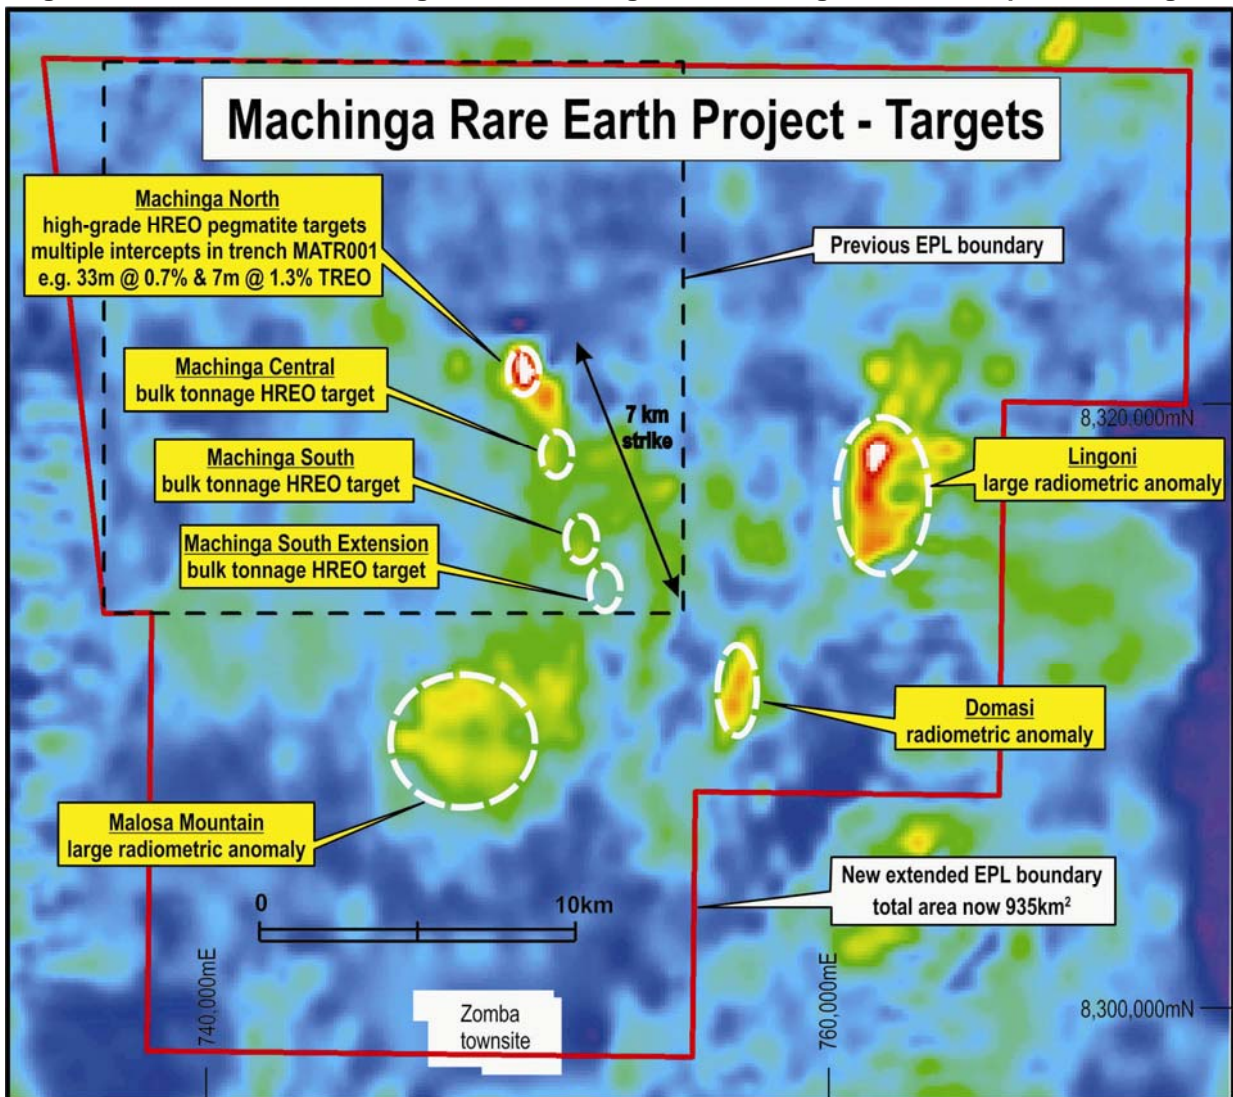 Machinga Rare Earth Project - Targets
Machinga North
high-grade HREO pegmatite targets
multiple intercepts in trench MATR001
e.g. 33m @ 0.7% & 7m @ 1.3% TREO
Previous EPL boundary
Machinga Central
bulk tonnage HREO target
7 km
strike
8,320.000mN
Machinga South
bulk tonnage HREO target
Lingoni
large radiometric anomaly
Machinga South Extension
bulk tonnage HREO target
Domasi
radiometric anomaly
Malosa Mountain
large radiometric anomaly
New extended EPL boundary
total area now 935km²
0 10km
740,000mE
760,000mE
Zomba
townsite
8,300,000mN